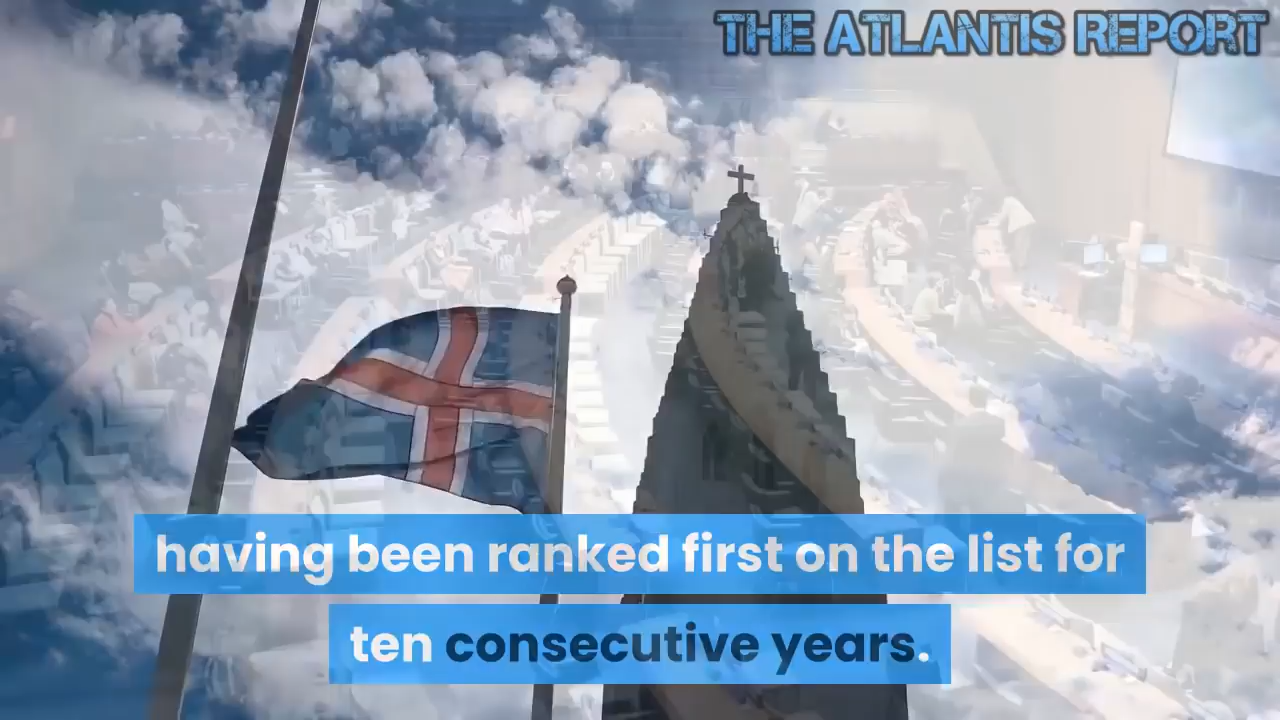 THE ATLANTIS REPORT
having been ranked first on the list for
ten consecutive years.